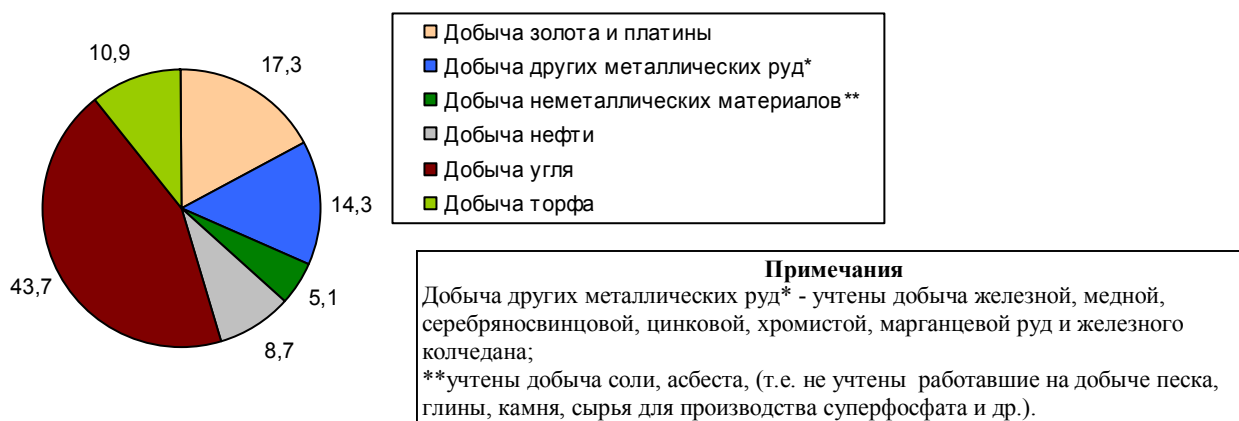 10,9
17,3
14,3
5,1
8,7
43,7
Добыча золота и платины
Добыча других металлических руд*
Добыча неметаллических материалов**
Добыча нефти
Добыча угля
Добыча торфа
Примечания
Добыча других металлических руд* - учтены добыча железной, медной,
серебряносвинцовой, цинковой, хромистой, марганцевой руд и железного
колчедана;
**учтены добыча соли, асбеста, (т.е. не учтены работавшие на добыче песка,
глины, камня, сырья для производства суперфосфата и др.).